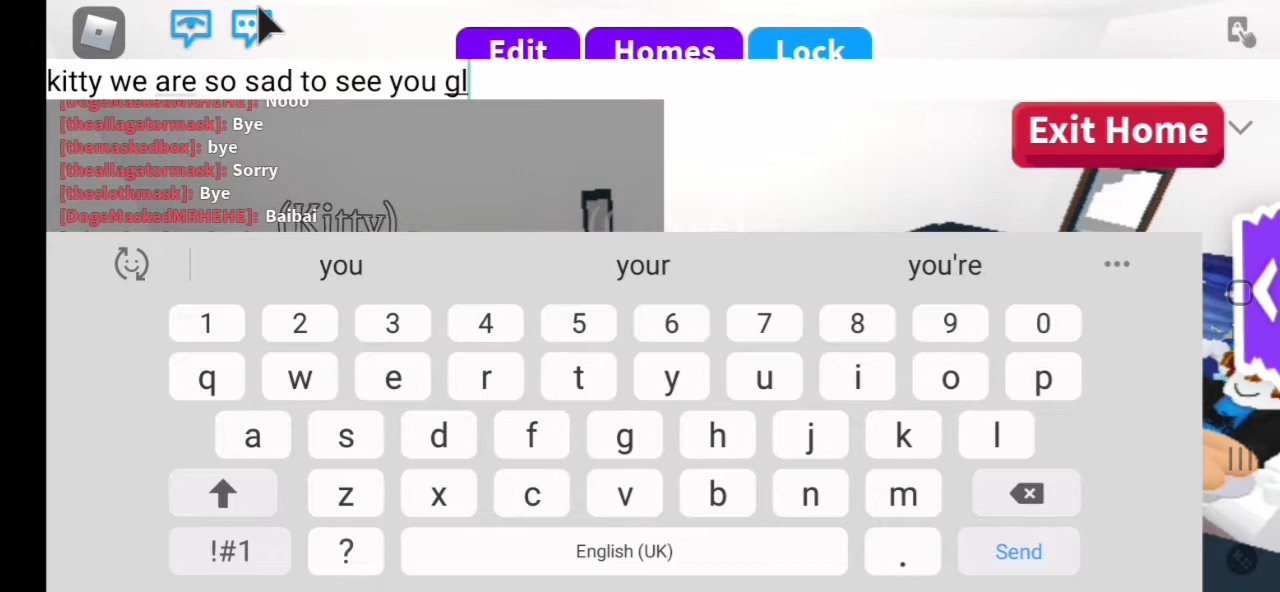 Edit Homes Lock
kitty we are so sad to see you gl
[DogeMaskedMRHEHE]: Nooo
[theallagatormask]: Bye
[themaskedbox]: bye
[theallagatormask]: Sorry
[theslothmask]: Bye
[DogeMaskedMRHEHE]: Baibai
(Kitty)
Exit Home
you your you're
1 2 3 4 5 6 7 8 9 0
q w e r t y u i o p
a s d f g h j k l
z x c v b n m
!#1 ? English (UK) . Send